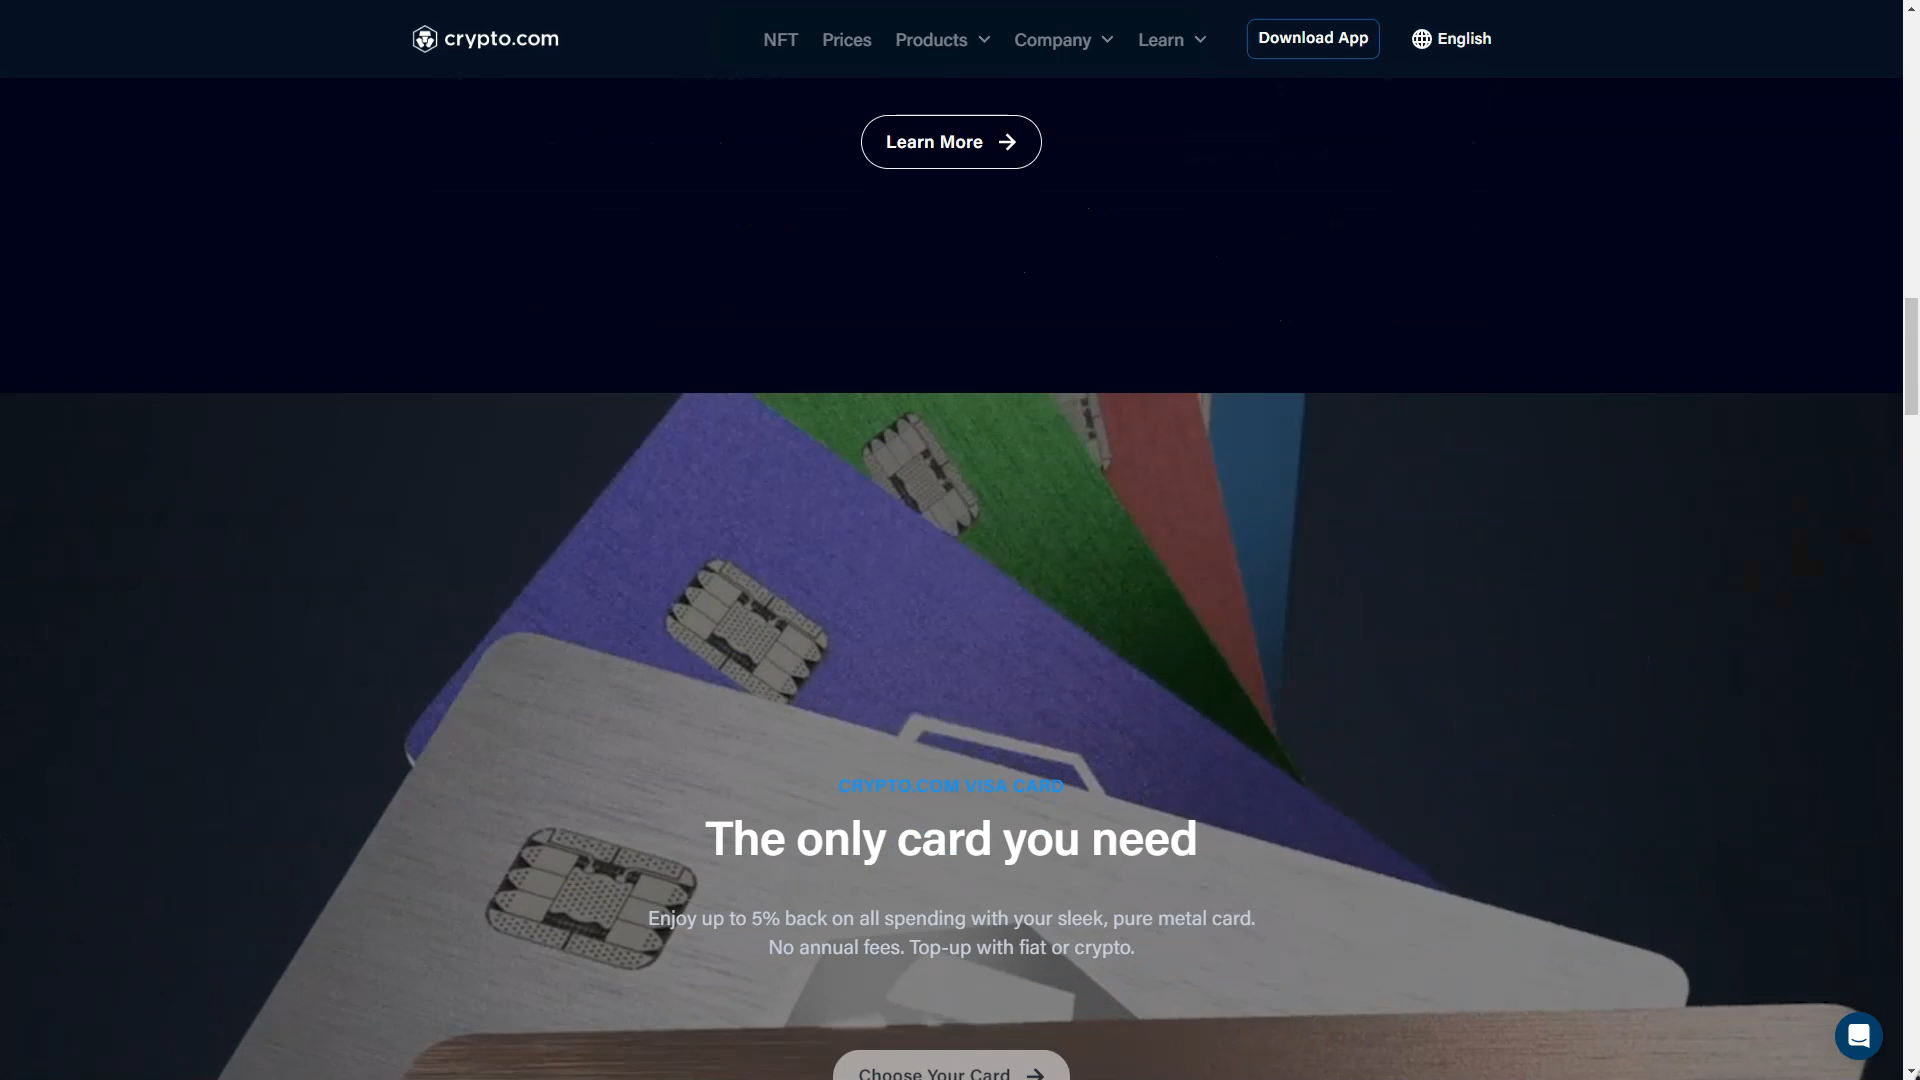 crypto.com
NFT
Prices
Products
Company
Learn
Download App
English
Learn More
CRYPTO.COM VISA CARD
The only card you need
Enjoy up to 5% back on all spending with your sleek, pure metal card.
No annual fees. Top-up with fiat or crypto.
Choose Your Card